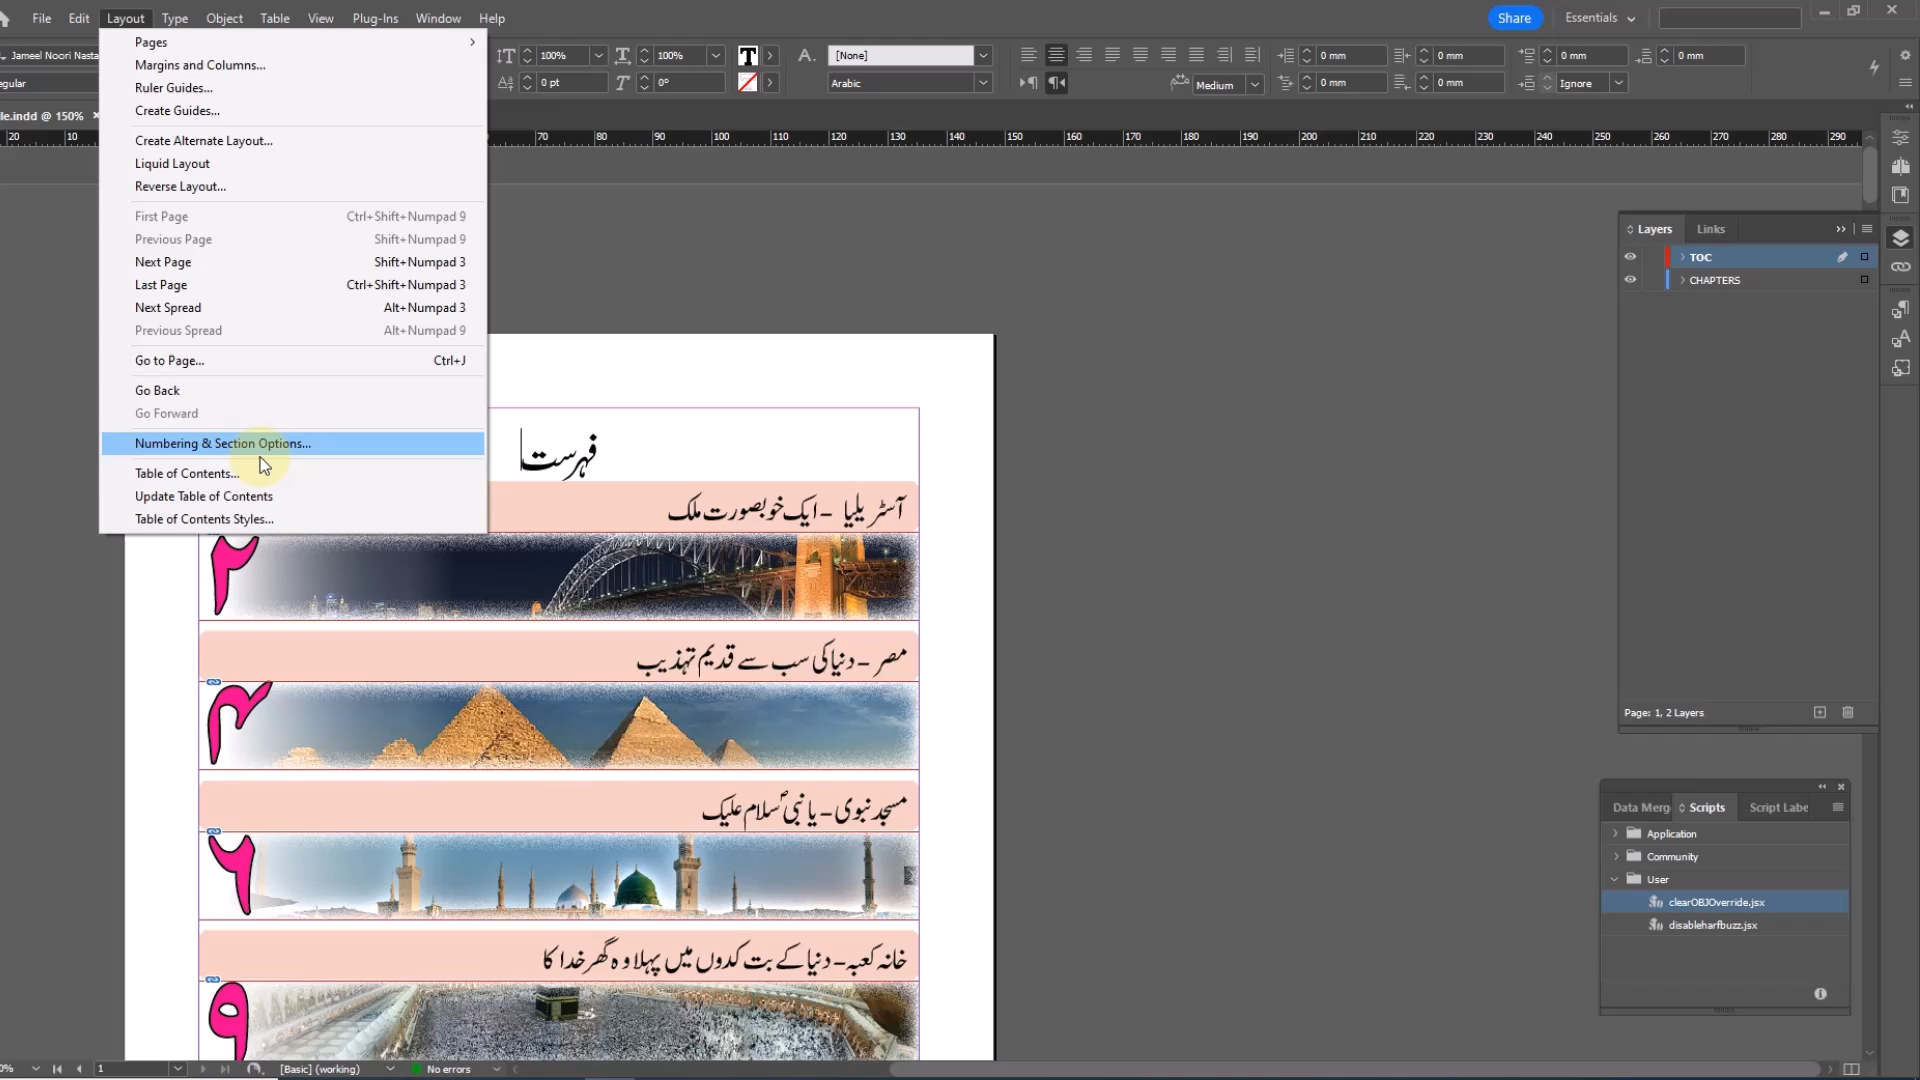 File Edit Layout Type Object Table View Plug-Ins Window Help
Share Essentials
Jameel Noori Nasta 100% 100% [None] 0 mm 0 mm 0 mm 0 mm
egular 0 pt 0° Arabic Medium 0 mm 0 mm Ignore
le.indd @ 150%
20 10 70 80 90 100 110 120 130 140 150 160 170 180 190 200 210 220 230 240 250 260 270 280 290
Pages
Margins and Columns...
Ruler Guides...
Create Guides...
Create Alternate Layout...
Liquid Layout
Reverse Layout...
First Page Ctrl+Shift+Numpad 9
Previous Page Shift+Numpad 9
Next Page Shift+Numpad 3
Last Page Ctrl+Shift+Numpad 3
Next Spread Alt+Numpad 3
Previous Spread Alt+Numpad 9
Go to Page... Ctrl+J
Go Back
Go Forward
Numbering & Section Options...
Table of Contents...
Update Table of Contents
Table of Contents Styles...
فہرست
آسٹریلیا - ایک خوبصورت ملک
۲
مصر - دنیا کی سب سے قدیم تہذیب
۴
مسجد نبوی - یا نبیؐ سلام علیک
۶
خانہ کعبہ - دنیا کے بت کدوں میں پہلا وہ گھر خدا کا
۹
Layers Links
TOC
CHAPTERS
Page: 1, 2 Layers
Data Merg Scripts Script Labe
Application
Community
User
clearOBJOverride.jsx
disableharfbuzz.jsx
0% 1 [Basic] (working) No errors